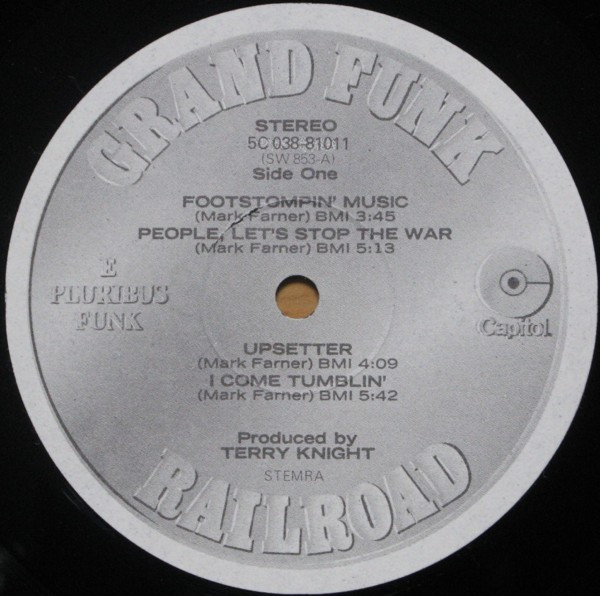 GRAND FUNK
STEREO
5C 038-81011
(SW 853-A)
Side One
FOOTSTOMPIN' MUSIC
(Mark Farner) BMI 3:45
PEOPLE, LET'S STOP THE WAR
(Mark Farner) BMI 5:13
E
PLURIBUS
FUNK
Capitol
UPSETTER
(Mark Farner) BMI 4:09
I COME TUMBLIN'
(Mark Farner) BMI 5:42
Produced by
TERRY KNIGHT
STEMRA
RAILROAD